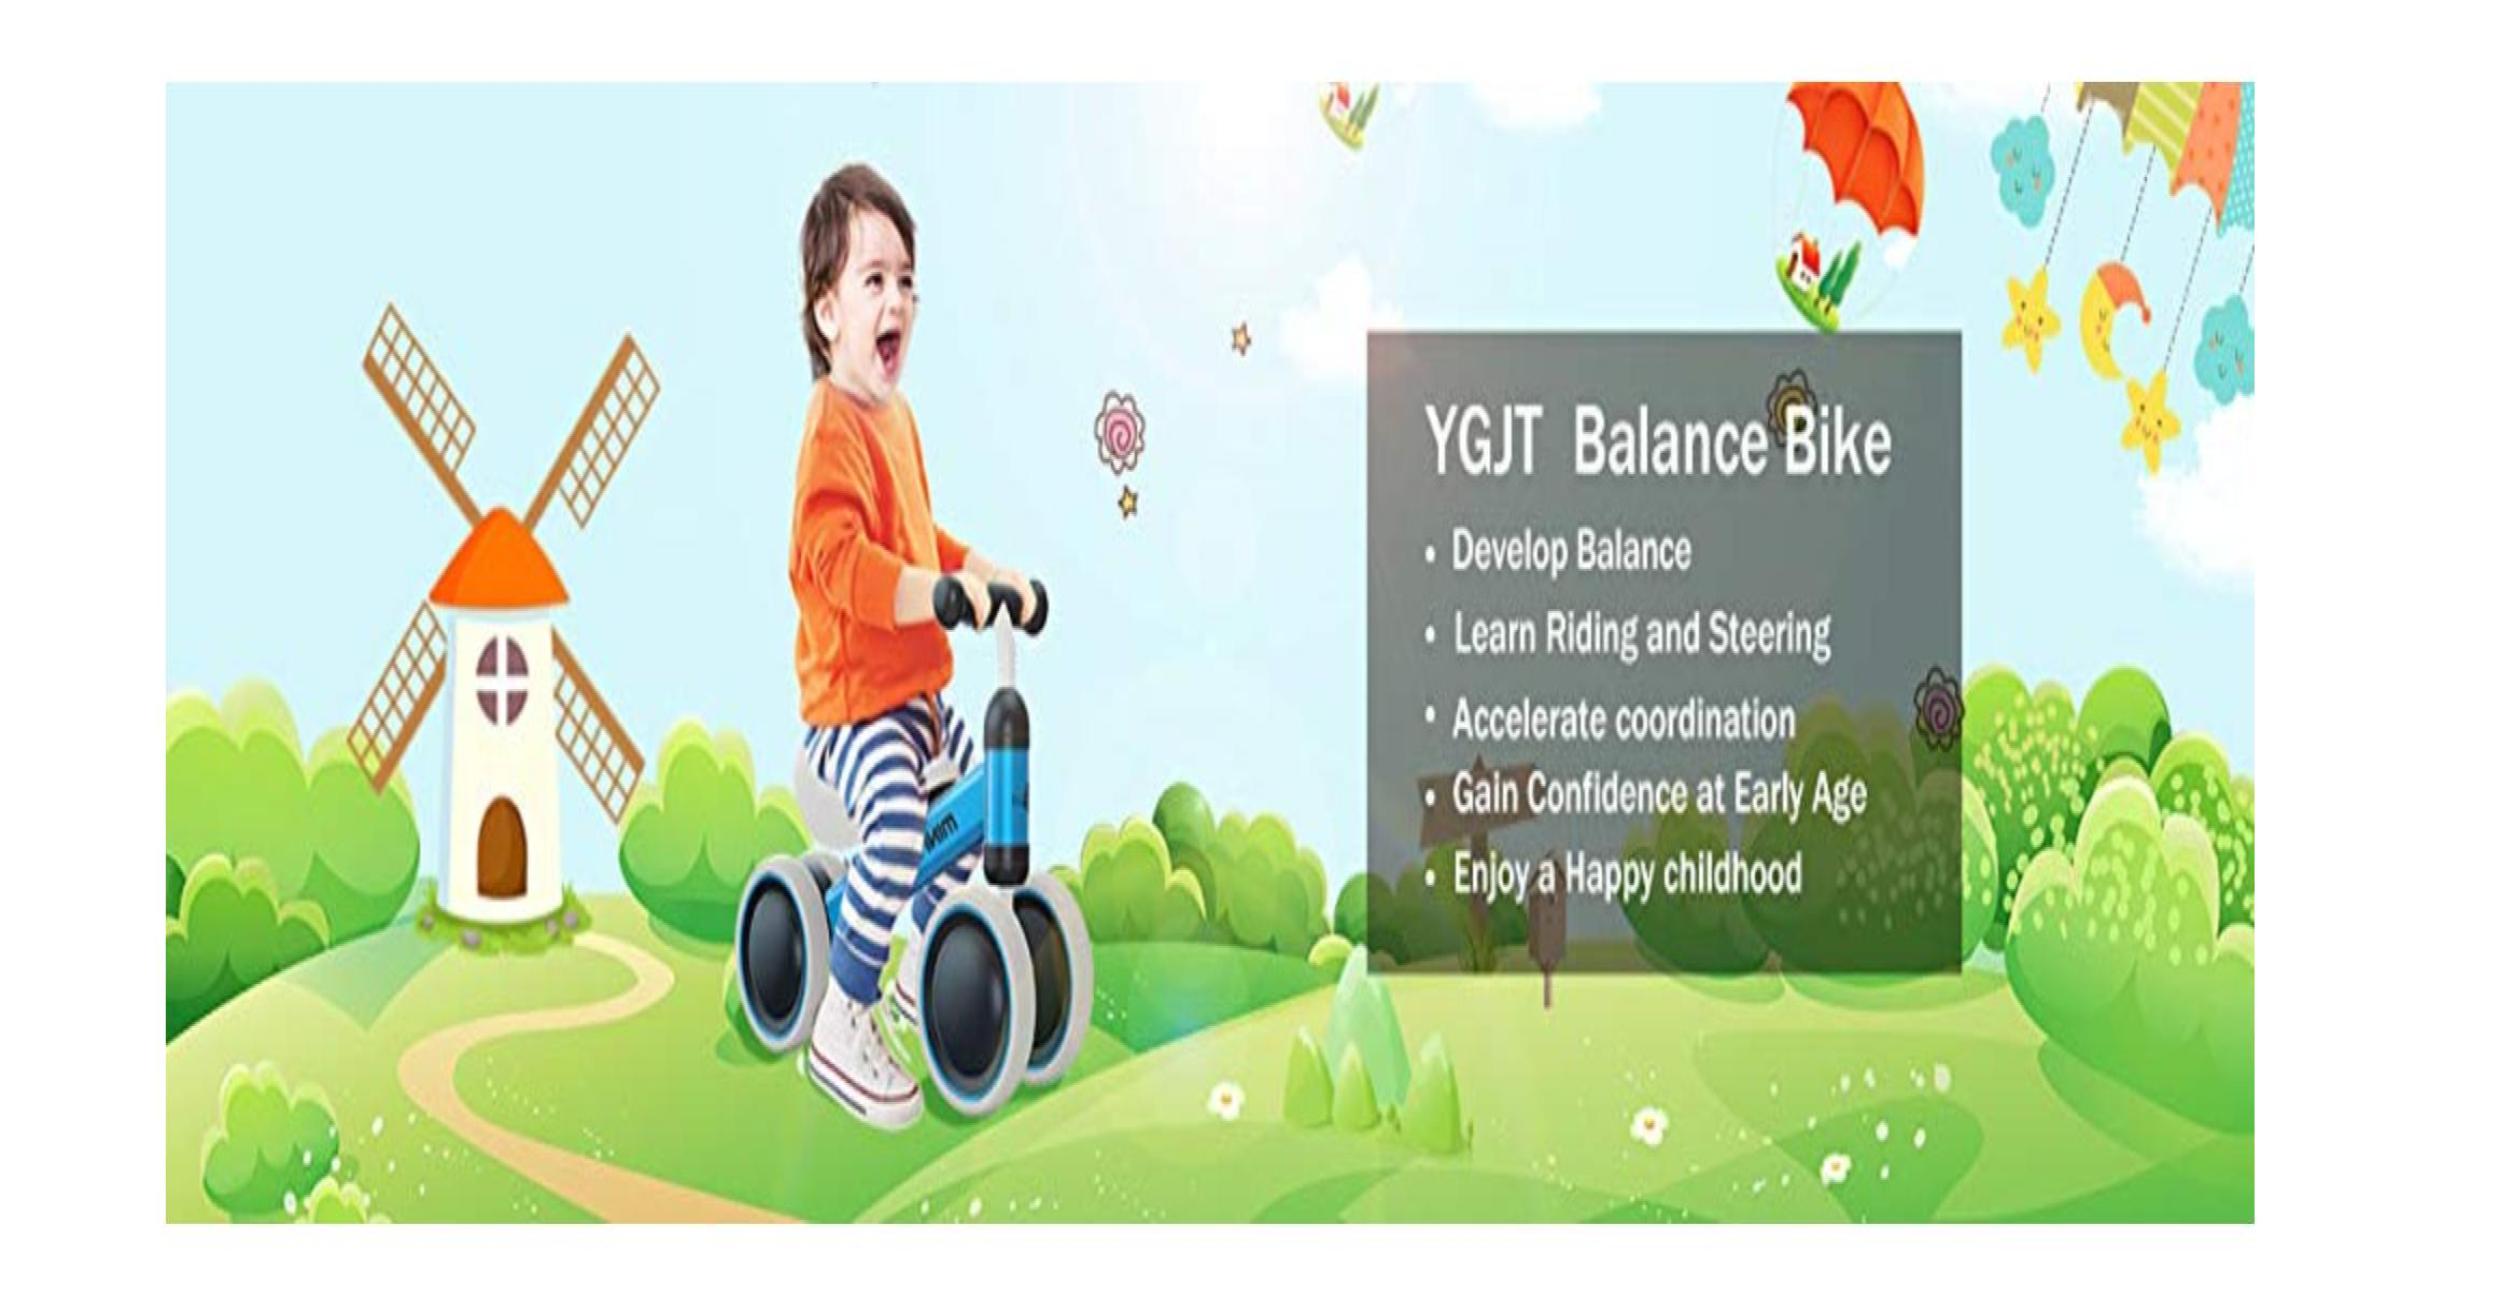 YGJT Balance Bike
• Develop Balance
• Learn Riding and Steering
• Accelerate coordination
• Gain Confidence at Early Age
• Enjoy a Happy childhood